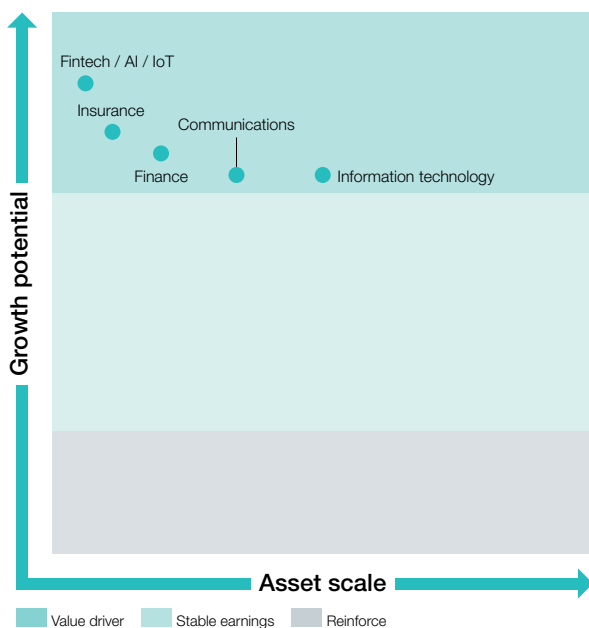 Fintech / AI / IoT
Insurance
Communications
Finance
Information technology
Growth potential
Asset scale
Value driver
Stable earnings
Reinforce